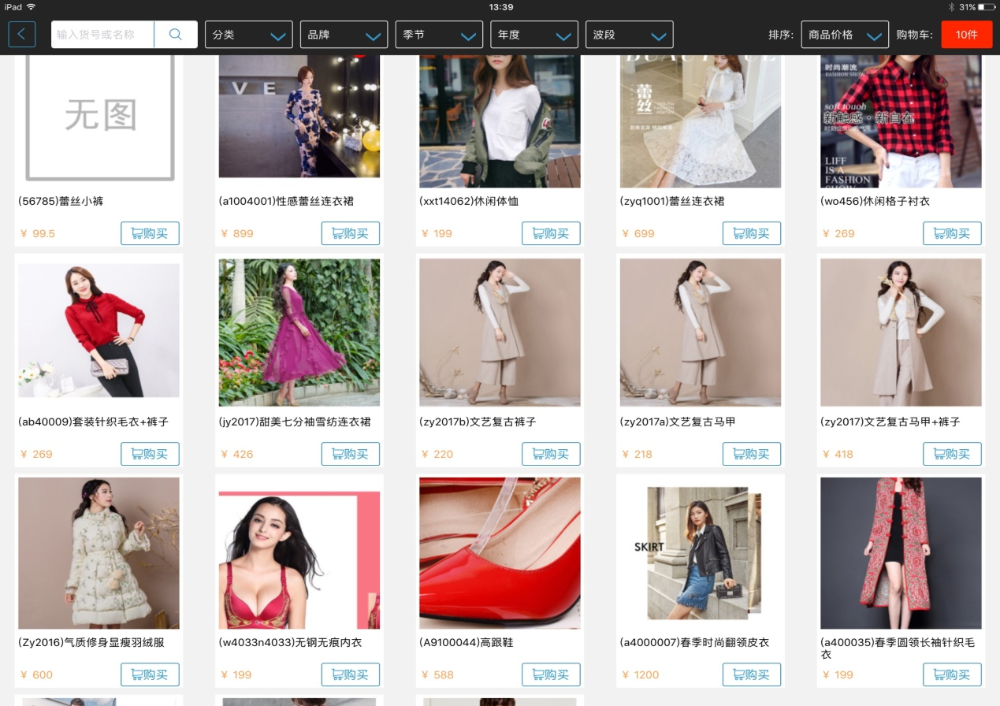 iPad 13:39 31%
输入货号或名称 分类 品牌 季节 年度 波段 排序: 商品价格 购物车: 10件
无图
V E
蕾丝
时尚潮流
FASHION SHOW
soft touch
新触感·新自在
LIFF
IS A
FASHION
SHOW
(56785)蕾丝小裤 (a1004001)性感蕾丝连衣裙 (xxt14062)休闲体恤 (zyq1001)蕾丝连衣裙 (wo456)休闲格子衬衣
¥ 99.5 购买 ¥ 899 购买 ¥ 199 购买 ¥ 699 购买 ¥ 269 购买
(ab40009)套装针织毛衣+裤子 (jy2017)甜美七分袖雪纺连衣裙 (zy2017b)文艺复古裤子 (zy2017a)文艺复古马甲 (zy2017)文艺复古马甲+裤子
¥ 269 购买 ¥ 426 购买 ¥ 220 购买 ¥ 218 购买 ¥ 418 购买
SKIRT
(Zy2016)气质修身显瘦羽绒服 (w4033n4033)无钢无痕内衣 (A9100044)高跟鞋 (a4000007)春季时尚翻领皮衣 (a400035)春季圆领长袖针织毛
衣
¥ 600 购买 ¥ 199 购买 ¥ 588 购买 ¥ 1200 购买 ¥ 199 购买